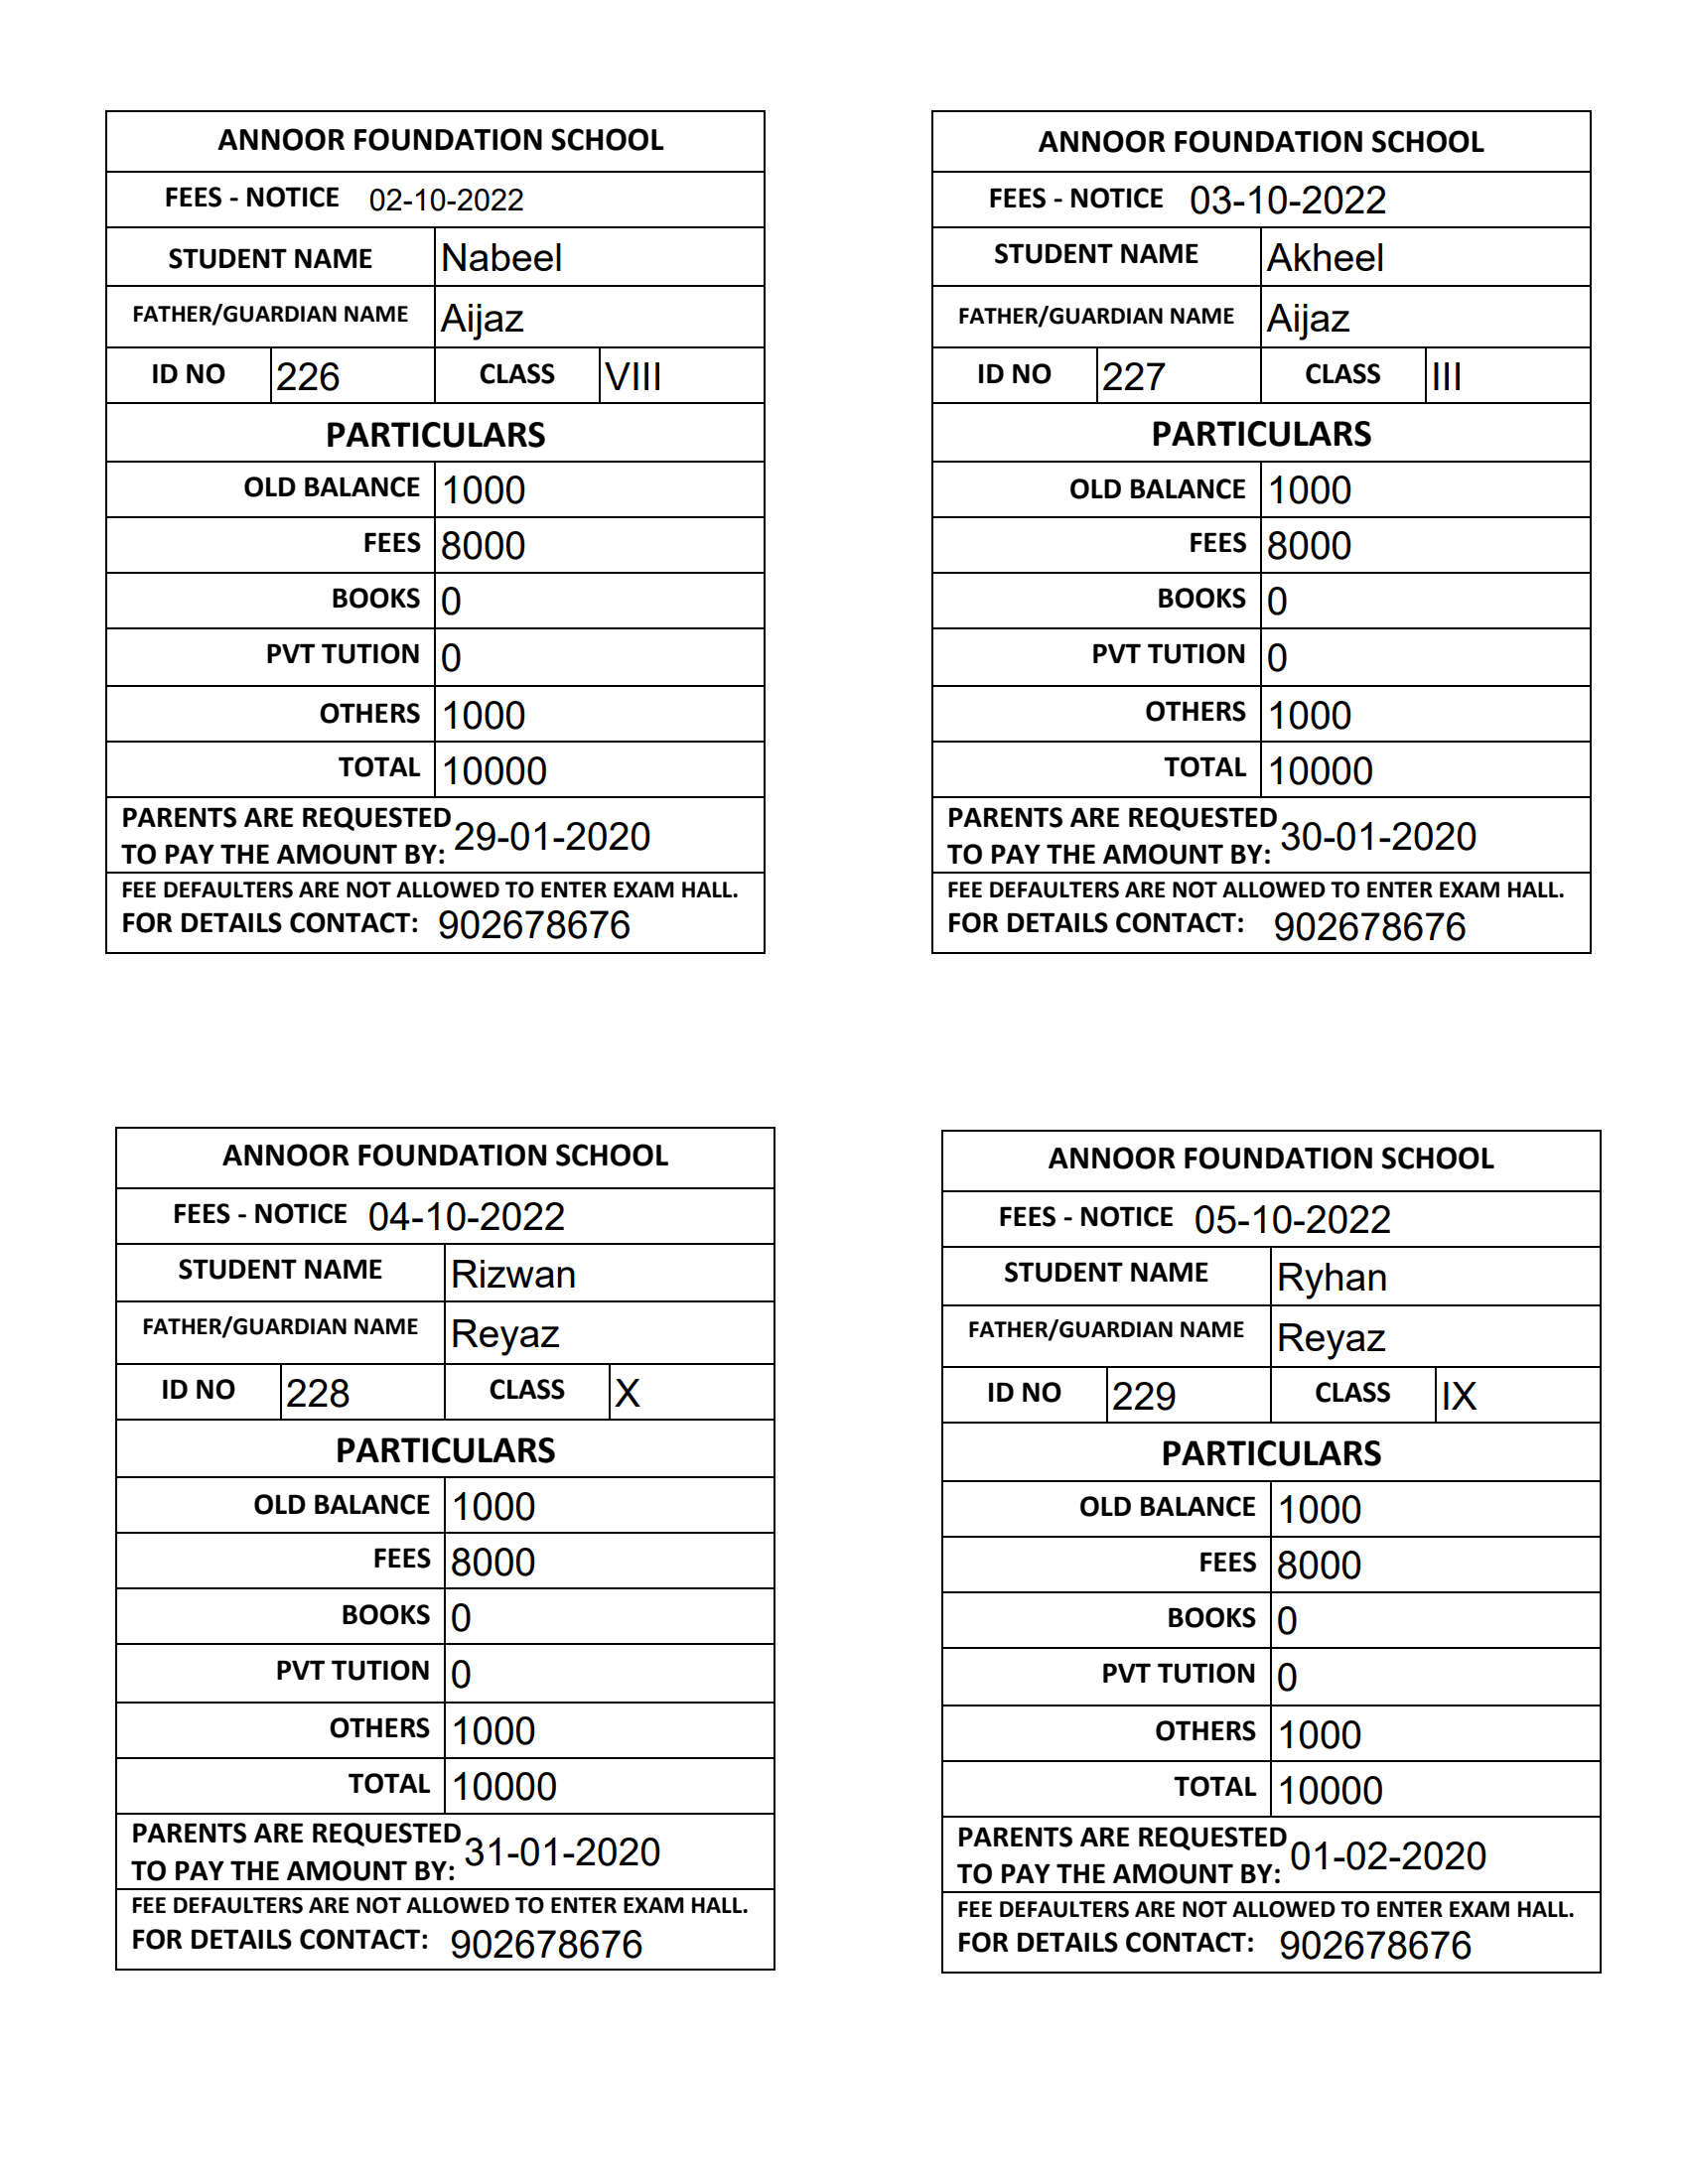 ANNOOR FOUNDATION SCHOOL
FEES - NOTICE 02-10-2022
STUDENT NAME Nabeel
FATHER/GUARDIAN NAME Aijaz
ID NO 226 CLASS VIII
PARTICULARS
OLD BALANCE 1000
FEES 8000
BOOKS 0
PVT TUTION 0
OTHERS 1000
TOTAL 10000
PARENTS ARE REQUESTED
TO PAY THE AMOUNT BY: 29-01-2020
FEE DEFAULTERS ARE NOT ALLOWED TO ENTER EXAM HALL.
FOR DETAILS CONTACT: 902678676
ANNOOR FOUNDATION SCHOOL
FEES - NOTICE 03-10-2022
STUDENT NAME Akheel
FATHER/GUARDIAN NAME Aijaz
ID NO 227 CLASS III
PARTICULARS
OLD BALANCE 1000
FEES 8000
BOOKS 0
PVT TUTION 0
OTHERS 1000
TOTAL 10000
PARENTS ARE REQUESTED
TO PAY THE AMOUNT BY: 30-01-2020
FEE DEFAULTERS ARE NOT ALLOWED TO ENTER EXAM HALL.
FOR DETAILS CONTACT: 902678676
ANNOOR FOUNDATION SCHOOL
FEES - NOTICE 04-10-2022
STUDENT NAME Rizwan
FATHER/GUARDIAN NAME Reyaz
ID NO 228 CLASS X
PARTICULARS
OLD BALANCE 1000
FEES 8000
BOOKS 0
PVT TUTION 0
OTHERS 1000
TOTAL 10000
PARENTS ARE REQUESTED
TO PAY THE AMOUNT BY: 31-01-2020
FEE DEFAULTERS ARE NOT ALLOWED TO ENTER EXAM HALL.
FOR DETAILS CONTACT: 902678676
ANNOOR FOUNDATION SCHOOL
FEES - NOTICE 05-10-2022
STUDENT NAME Ryhan
FATHER/GUARDIAN NAME Reyaz
ID NO 229 CLASS IX
PARTICULARS
OLD BALANCE 1000
FEES 8000
BOOKS 0
PVT TUTION 0
OTHERS 1000
TOTAL 10000
PARENTS ARE REQUESTED
TO PAY THE AMOUNT BY: 01-02-2020
FEE DEFAULTERS ARE NOT ALLOWED TO ENTER EXAM HALL.
FOR DETAILS CONTACT: 902678676